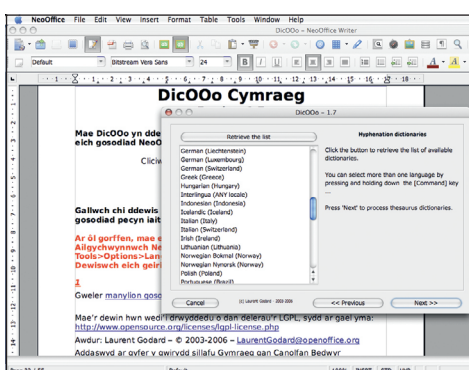 NeoOffice File Edit View Insert Format Table Tools Window Help
DicOOo – NeoOffice Writer
Default Bitstream Vera Sans 24 B I U
DicOOo Cymraeg
Mae DicOOo yn dde
eich gosodiad NeoO
Cliciw
Gallwch chi ddewis
gosodiad pecyn iait
Ar ôl gorffen, mae e
Ailgychwynnwch Ne
Tools>Options>Lan
Dewiswch eich geiri
1
Gweler manylion goso
Mae'r dewin hwn wedi'i drwyddedu o dan delerau'r LGPL, sydd ar gael yma:
http://www.opensource.org/licenses/lgpl-license.php
Awdur: Laurent Godard – © 2003-2006 – LaurentGodard@openoffice.org
Addaswyd ar gyfer y gwirydd sillafu Cymraeg gan Canolfan Bedwyr
DicOOo – 1.7
Retrieve the list
German (Liechtenstein)
German (Luxembourg)
German (Switzerland)
Greek (Greece)
Hungarian (Hungary)
Interlingua (ANY locale)
Indonesian (Indonesia)
Icelandic (Iceland)
Italian (Italy)
Italian (Switzerland)
Irish (Ireland)
Lithuanian (Lithuania)
Norwegian Bokmal (Norway)
Norwegian Nynorsk (Norway)
Polish (Poland)
Portuguese (Brazil)
Hyphenation dictionaries
Click the button to retrieve the list of available
dictionaries.
You can select more than one language by
pressing and holding down the [Command] key
...
Press 'Next' to process thesaurus dictionaries.
Cancel
(c) Laurent Godard - 2003-2006
<< Previous
Next >>